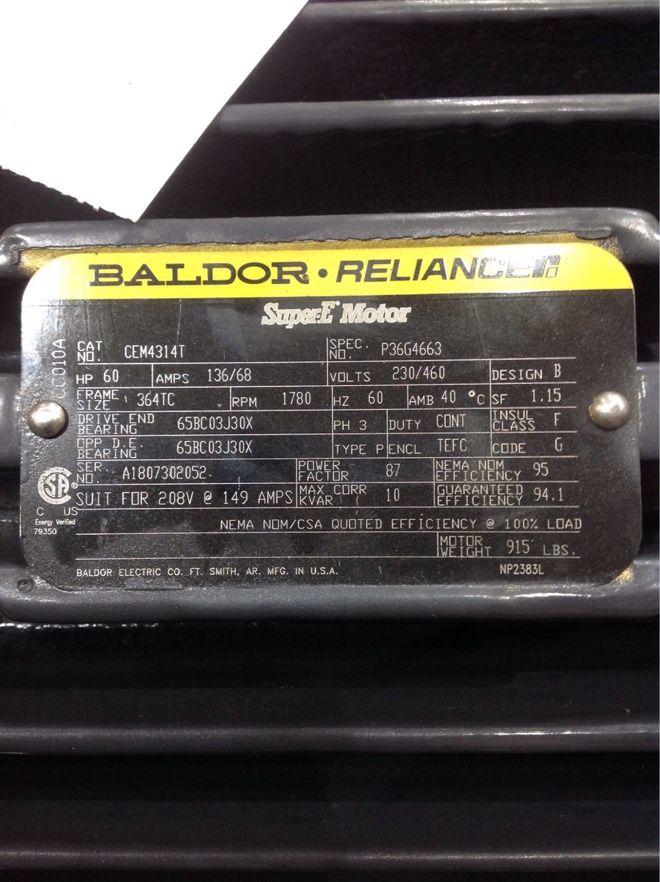 BALDOR • RELIANCER
SuperE Motor
CC010A
CAT. NO. CEM4314T SPEC. NO. P36G4663
HP 60 AMPS 136/68 VOLTS 230/460 DESIGN B
FRAME SIZE 364TC RPM 1780 HZ 60 AMB 40 °C SF 1.15
DRIVE END BEARING 65BC03J30X PH 3 DUTY CONT INSUL CLASS F
OPP D.E. BEARING 65BC03J30X TYPE P ENCL TEFC CODE G
SER. NO. A1807302052- POWER FACTOR 87 NEMA NOM EFFICIENCY 95
SUIT FOR 208V @ 149 AMPS MAX CORR KVAR 10 GUARANTEED EFFICIENCY 94.1
SA ®
C US
Energy Verified
79350
NEMA NOM/CSA QUOTED EFFICIENCY @ 100% LOAD
MOTOR WEIGHT 915 LBS.
BALDOR ELECTRIC CO. FT. SMITH, AR. MFG. IN U.S.A. NP2383L